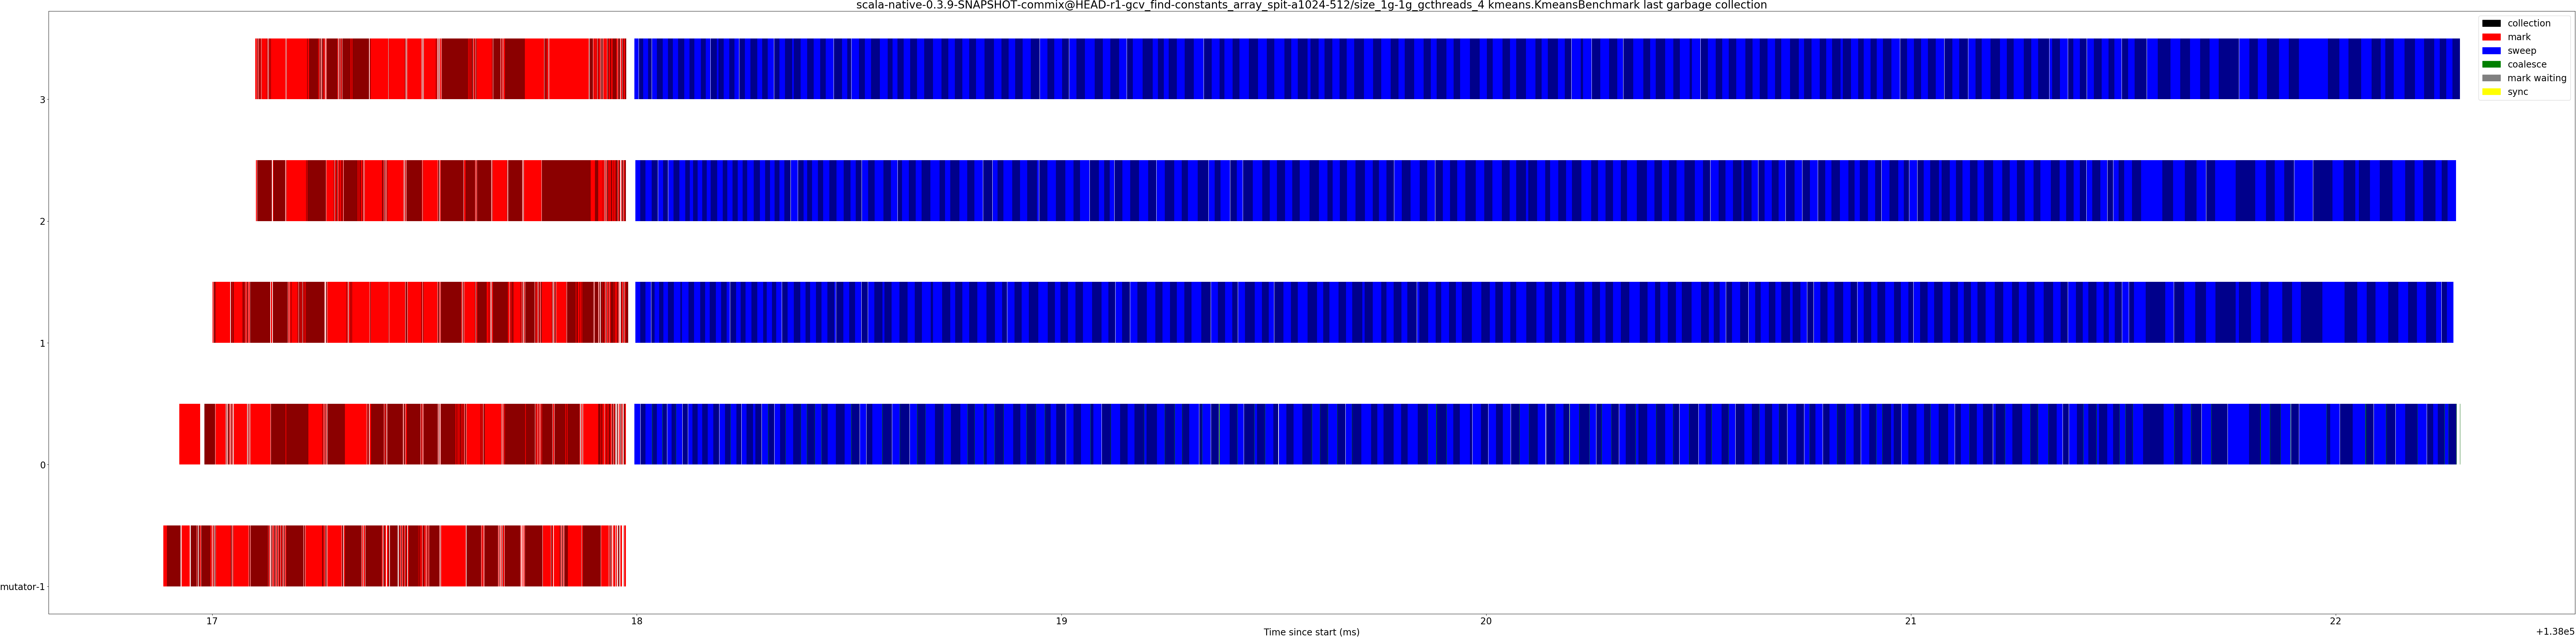 scala-native-0.3.9-SNAPSHOT-commix@HEAD-r1-gcv_find-constants_array_spit-a1024-512/size_1g-1g_gcthreads_4 kmeans.KmeansBenchmark last garbage collection
collection
mark
sweep
coalesce
mark waiting
sync
3
2
1
0
mutator-1
17
18
19
20
21
22
Time since start (ms)
+1.38e5